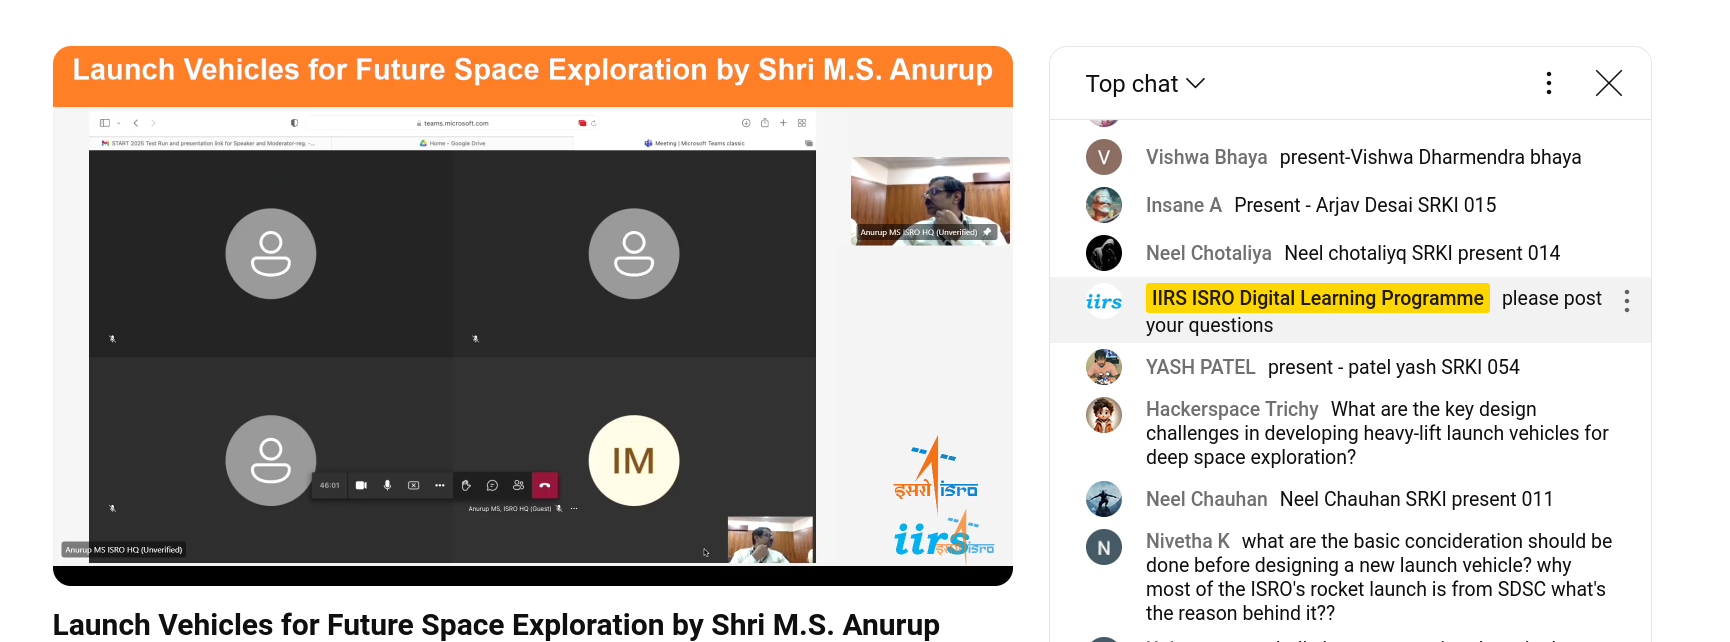 Launch Vehicles for Future Space Exploration by Shri M.S. Anurup
teams.microsoft.com
START 2025 Test Run and presentation link for Speaker and Moderator-reg. -...
Home - Google Drive
Meeting | Microsoft Teams classic
Anurup MS ISRO HQ (Unverified)
IM
46:01
Anurup MS, ISRO HQ (Guest)
Anurup MS ISRO HQ (Unverified)
इसरो isro
iirs
इसरो isro
Launch Vehicles for Future Space Exploration by Shri M.S. Anurup
Top chat
V
Vishwa Bhaya present-Vishwa Dharmendra bhaya
Insane A Present - Arjav Desai SRKI 015
Neel Chotaliya Neel chotaliyq SRKI present 014
iirs
IIRS ISRO Digital Learning Programme please post
your questions
YASH PATEL present - patel yash SRKI 054
Hackerspace Trichy What are the key design
challenges in developing heavy-lift launch vehicles for
deep space exploration?
Neel Chauhan Neel Chauhan SRKI present 011
N
Nivetha K what are the basic concideration should be
done before designing a new launch vehicle? why
most of the ISRO's rocket launch is from SDSC what's
the reason behind it??